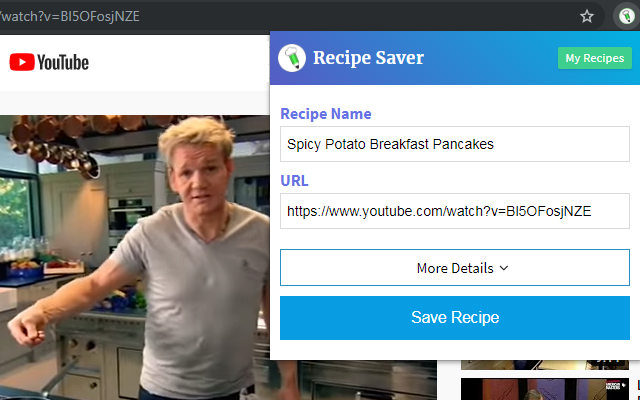 /watch?v=BI5OFosjNZE
YouTube
Recipe Saver
My Recipes
Recipe Name
Spicy Potato Breakfast Pancakes
URL
https://www.youtube.com/watch?v=BI5OFosjNZE
More Details
Save Recipe